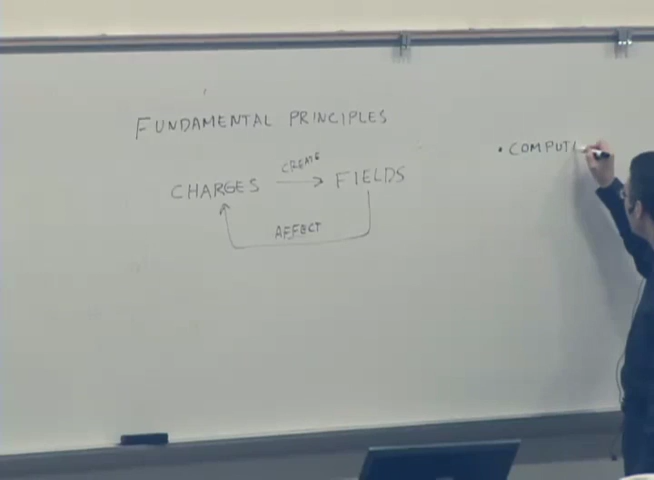 FUNDAMENTAL PRINCIPLES
CREATE
CHARGES → FIELDS
AFFECT
• COMPUT